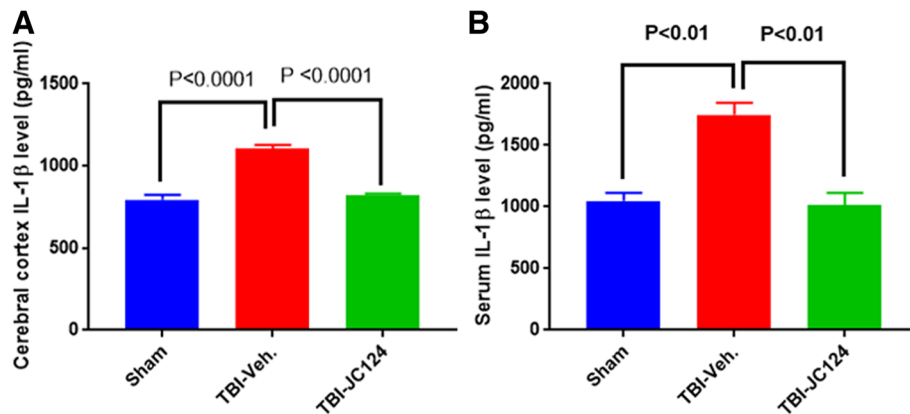 A
Cerebral cortex IL-1β level (pg/ml)
P<0.0001
P <0.0001
1500
1000
500
0
Sham
TBI-Veh.
TBI-JC124
B
Serum IL-1β level (pg/ml)
P<0.01
P<0.01
2000
1500
1000
500
0
Sham
TBI-Veh.
TBI-JC124